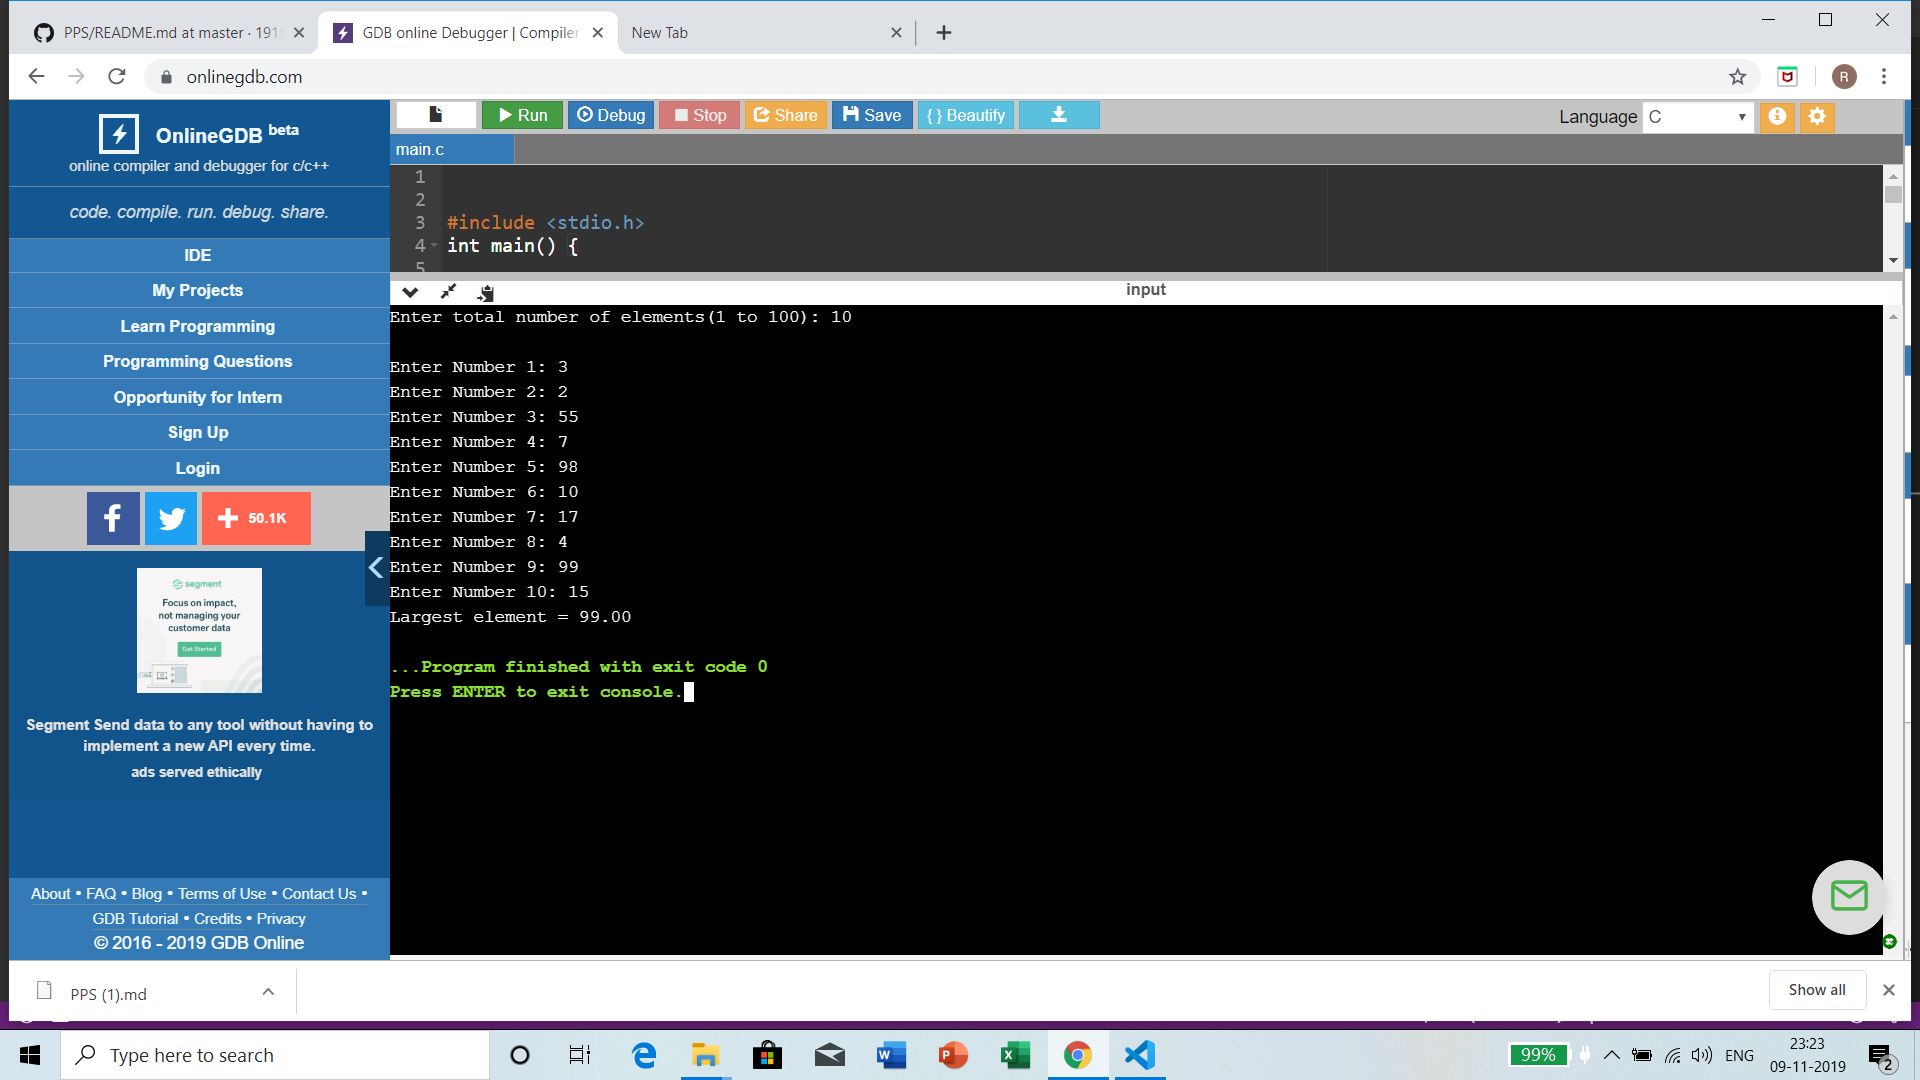 PPS/README.md at master · 191
GDB online Debugger | Compiler
New Tab
onlinegdb.com
R
OnlineGDB beta
online compiler and debugger for c/c++
code. compile. run. debug. share.
IDE
My Projects
Learn Programming
Programming Questions
Opportunity for Intern
Sign Up
Login
50.1K
segment
Focus on impact,
not managing your
customer data
Get Started
Segment Send data to any tool without having to
implement a new API every time.
ads served ethically
About • FAQ • Blog • Terms of Use • Contact Us •
GDB Tutorial • Credits • Privacy
© 2016 - 2019 GDB Online
Run Debug Stop Share Save { } Beautify
Language C
main.c
1
2
3 #include <stdio.h>
4 int main() {
5
input
Enter total number of elements(1 to 100): 10
Enter Number 1: 3
Enter Number 2: 2
Enter Number 3: 55
Enter Number 4: 7
Enter Number 5: 98
Enter Number 6: 10
Enter Number 7: 17
Enter Number 8: 4
Enter Number 9: 99
Enter Number 10: 15
Largest element = 99.00
...Program finished with exit code 0
Press ENTER to exit console.
PPS (1).md
Show all
Type here to search
99%
ENG
23:23
09-11-2019
2